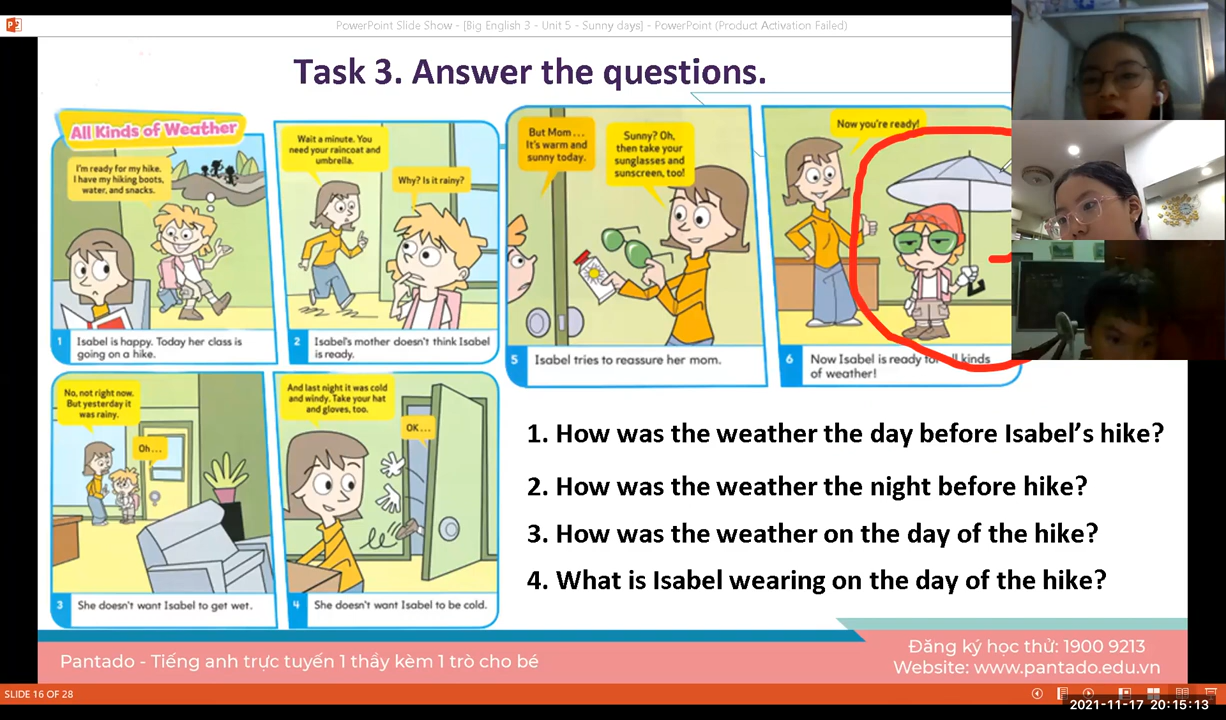 PowerPoint Slide Show - [Big English 3 - Unit 5 - Sunny days] - PowerPoint (Product Activation Failed)
Task 3. Answer the questions.
All Kinds of Weather
I'm ready for my hike.
I have my hiking boots,
water, and snacks.
1 Isabel is happy. Today her class is
going on a hike.
Wait a minute. You
need your raincoat and
umbrella.
Why? Is it rainy?
2 Isabel's mother doesn't think Isabel
is ready.
No, not right now.
But yesterday it
was rainy.
Oh...
3 She doesn't want Isabel to get wet.
And last night it was cold
and windy. Take your hat
and gloves, too.
OK...
4 She doesn't want Isabel to be cold.
But Mom...
It's warm and
sunny today.
Sunny? Oh,
then take your
sunglasses and
sunscreen, too!
5 Isabel tries to reassure her mom.
Now you're ready!
6 Now Isabel is ready for all kinds
of weather!
1. How was the weather the day before Isabel's hike?
2. How was the weather the night before hike?
3. How was the weather on the day of the hike?
4. What is Isabel wearing on the day of the hike?
Pantado - Tiếng anh trực tuyến 1 thầy kèm 1 trò cho bé
Đăng ký học thử: 1900 9213
Website: www.pantado.edu.vn
SLIDE 16 OF 28
2021-11-17 20:15:13